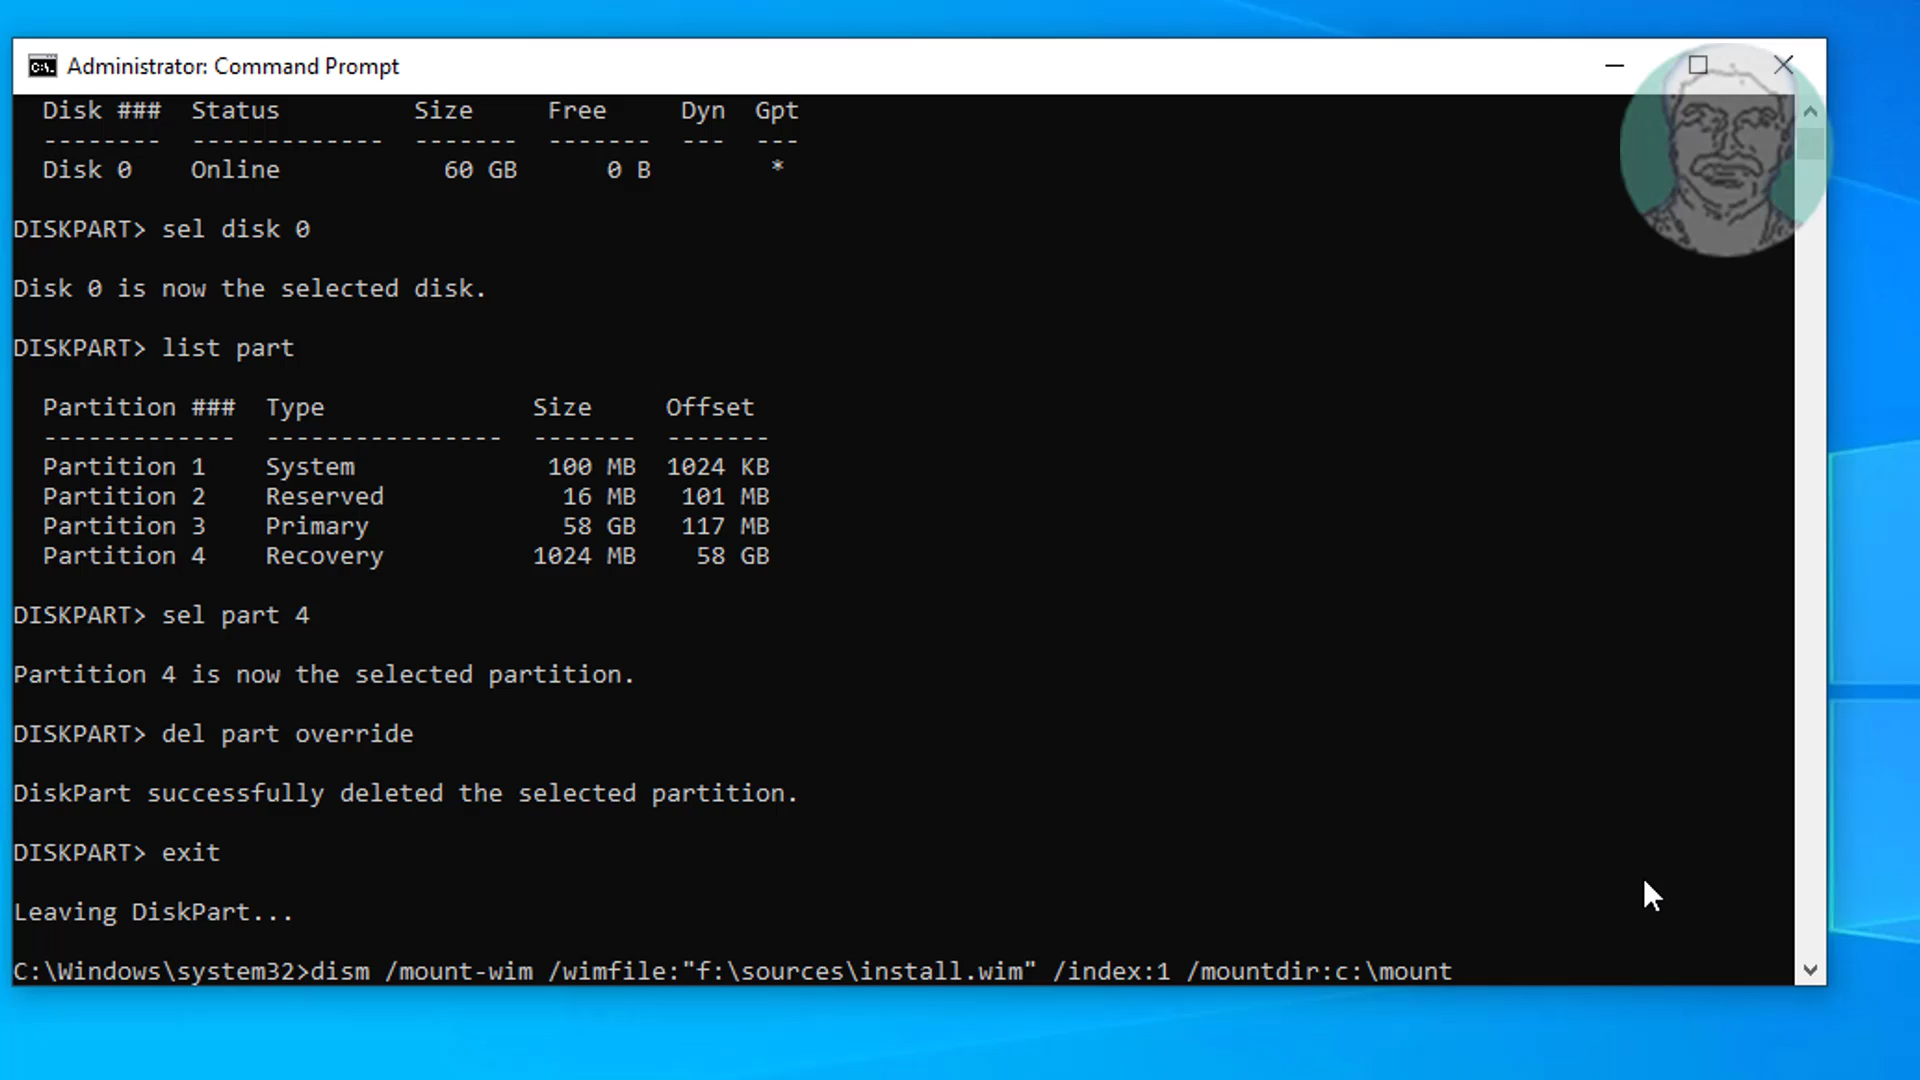 Administrator: Command Prompt
Disk ###  Status         Size     Free     Dyn  Gpt
--------  -------------  -------  -------  ---  ---
Disk 0    Online           60 GB      0 B        *
DISKPART> sel disk 0
Disk 0 is now the selected disk.
DISKPART> list part
Partition ###  Type              Size     Offset
-------------  ----------------  -------  -------
Partition 1    System             100 MB  1024 KB
Partition 2    Reserved            16 MB   101 MB
Partition 3    Primary             58 GB   117 MB
Partition 4    Recovery          1024 MB    58 GB
DISKPART> sel part 4
Partition 4 is now the selected partition.
DISKPART> del part override
DiskPart successfully deleted the selected partition.
DISKPART> exit
Leaving DiskPart...
C:\Windows\system32>dism /mount-wim /wimfile:"f:\sources\install.wim" /index:1 /mountdir:c:\mount